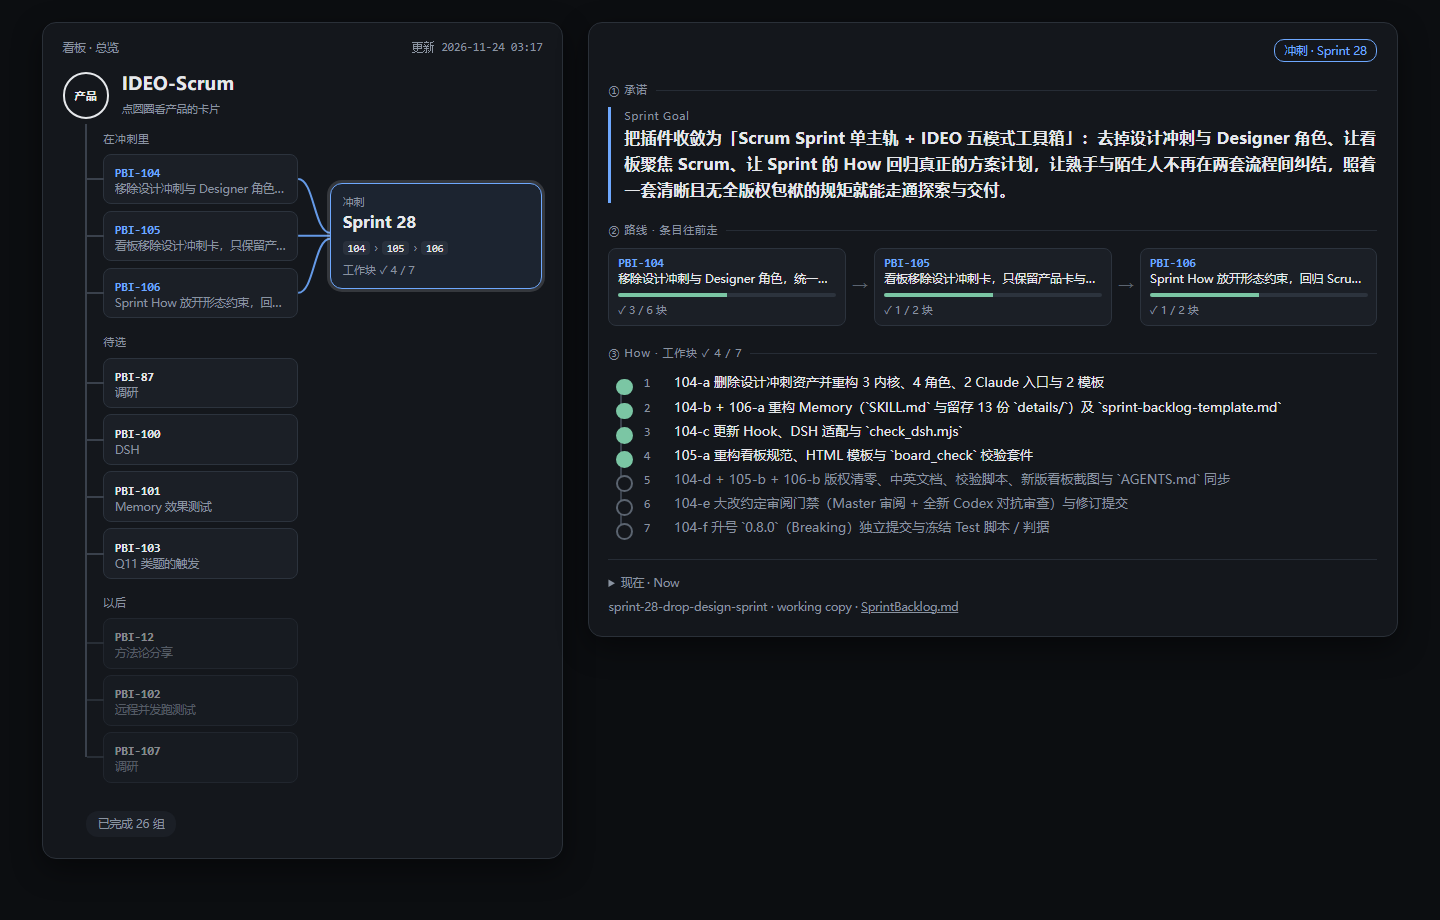 看板 · 总览
更新 2026-11-24 03:17
产品
IDEO-Scrum
点圆圈看产品的卡片
在冲刺里
PBI-104
移除设计冲刺与 Designer 角色...
PBI-105
看板移除设计冲刺卡，只保留产...
PBI-106
Sprint How 放开形态约束，回...
冲刺
Sprint 28
104 › 105 › 106
工作块 ✓ 4 / 7
待选
PBI-87
调研
PBI-100
DSH
PBI-101
Memory 效果测试
PBI-103
Q11 类题的触发
以后
PBI-12
方法论分享
PBI-102
远程并发跑测试
PBI-107
调研
已完成 26 组
冲刺 · Sprint 28
① 承诺
Sprint Goal
把插件收敛为「Scrum Sprint 单主轨 + IDEO 五模式工具箱」：去掉设计冲刺与 Designer 角色、让看
板聚焦 Scrum、让 Sprint 的 How 回归真正的方案计划，让熟手与陌生人不再在两套流程间纠结，照着
一套清晰且无全版权包袱的规矩就能走通探索与交付。
② 路线 · 条目往前走
PBI-104
移除设计冲刺与 Designer 角色，统一...
✓ 3 / 6 块
→
PBI-105
看板移除设计冲刺卡，只保留产品卡与...
✓ 1 / 2 块
→
PBI-106
Sprint How 放开形态约束，回归 Scru...
✓ 1 / 2 块
③ How · 工作块 ✓ 4 / 7
1 104-a 删除设计冲刺资产并重构 3 内核、4 角色、2 Claude 入口与 2 模板
2 104-b + 106-a 重构 Memory（`SKILL.md` 与留存 13 份 `details/`）及 `sprint-backlog-template.md`
3 104-c 更新 Hook、DSH 适配与 `check_dsh.mjs`
4 105-a 重构看板规范、HTML 模板与 `board_check` 校验套件
5 104-d + 105-b + 106-b 版权清零、中英文档、校验脚本、新版看板截图与 `AGENTS.md` 同步
6 104-e 大改约定审阅门禁（Master 审阅 + 全新 Codex 对抗审查）与修订提交
7 104-f 升号 `0.8.0`（Breaking）独立提交与冻结 Test 脚本 / 判据
▶ 现在 · Now
sprint-28-drop-design-sprint · working copy · SprintBacklog.md